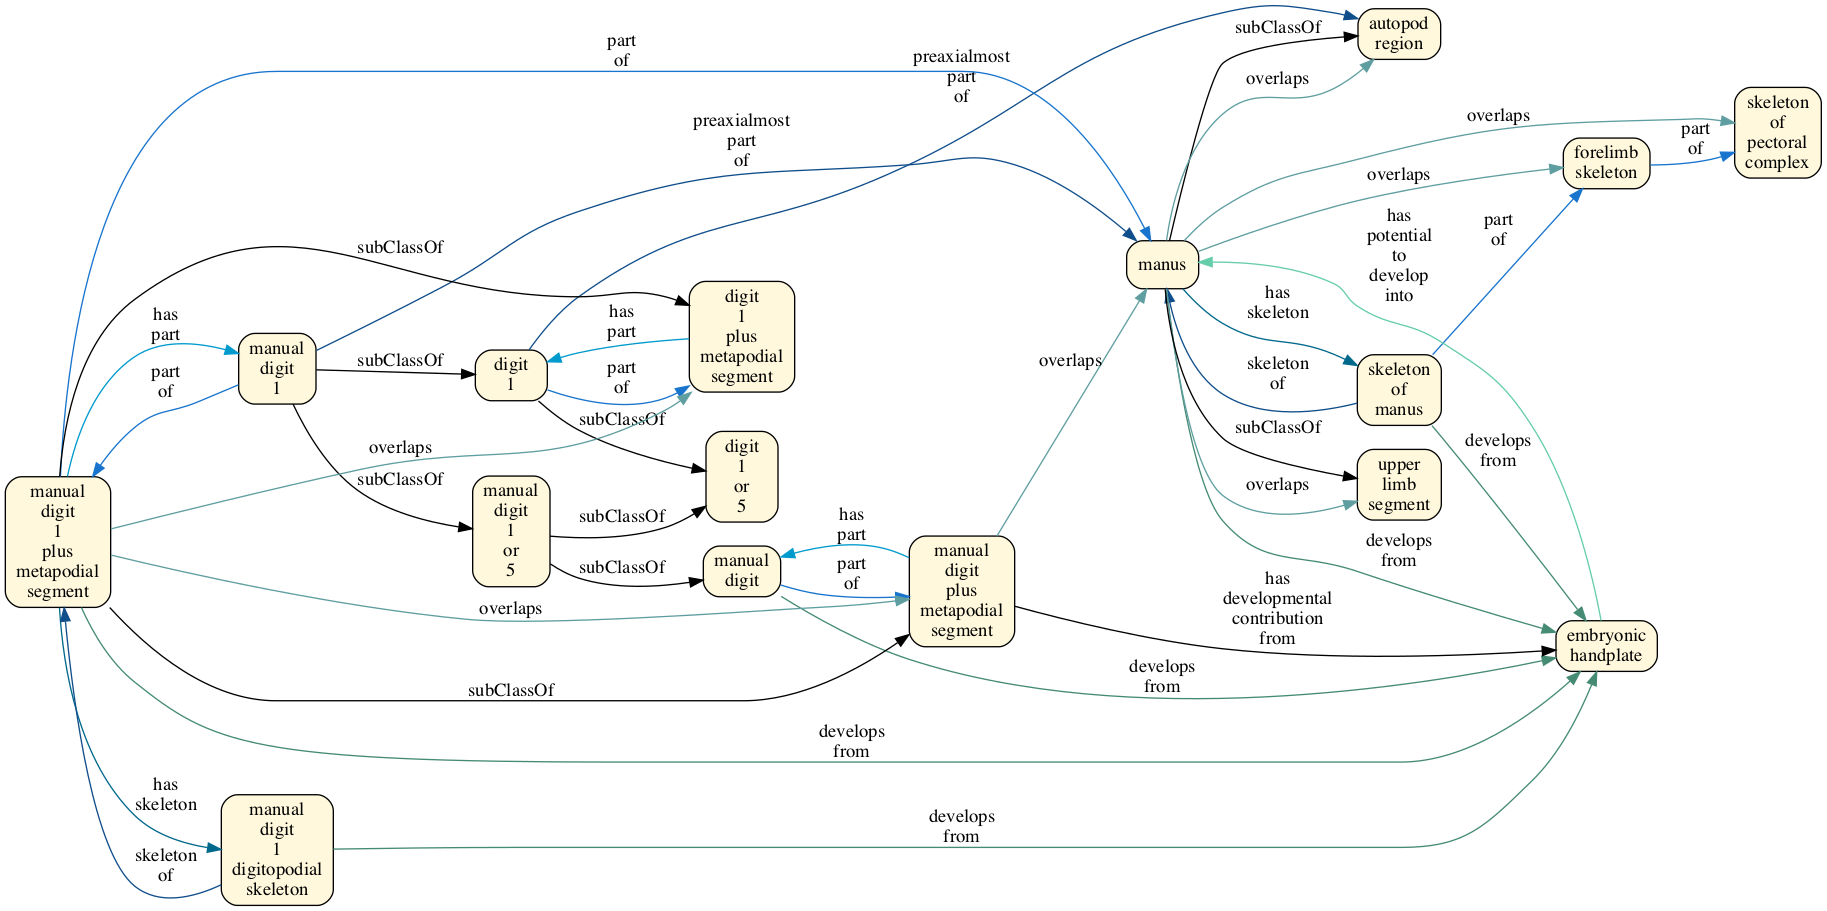 part
of
preaxialmost
part
of
subClassOf
autopod
region
overlaps
preaxialmost
part
of
overlaps
skeleton
of
pectoral
complex
part
of
forelimb
skeleton
overlaps
has
potential
to
develop
into
part
of
subClassOf
manus
digit
1
plus
metapodial
segment
has
part
has
part
has
skeleton
manual
digit
1
subClassOf
digit
1
part
of
part
of
overlaps
skeleton
of
skeleton
of
manus
subClassOf
subClassOf
develops
from
overlaps
subClassOf
digit
1
or
5
upper
limb
segment
overlaps
manual
digit
1
plus
metapodial
segment
manual
digit
1
or
5
subClassOf
has
part
subClassOf
manual
digit
part
of
manual
digit
plus
metapodial
segment
develops
from
has
developmental
contribution
from
overlaps
embryonic
handplate
subClassOf
develops
from
develops
from
has
skeleton
manual
digit
1
digitopodial
skeleton
develops
from
skeleton
of